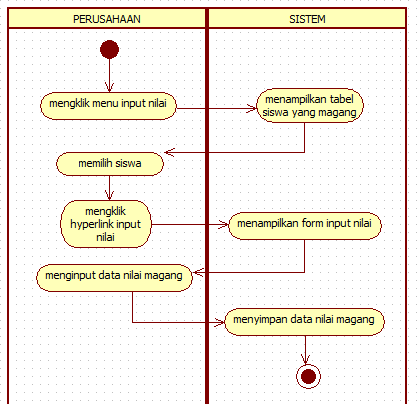 PERUSAHAAN
SISTEM
mengklik menu input nilai
menampilkan tabel
siswa yang magang
memilih siswa
mengklik
hyperlink input
nilai
menampilkan form input nilai
menginput data nilai magang
menyimpan data nilai magang